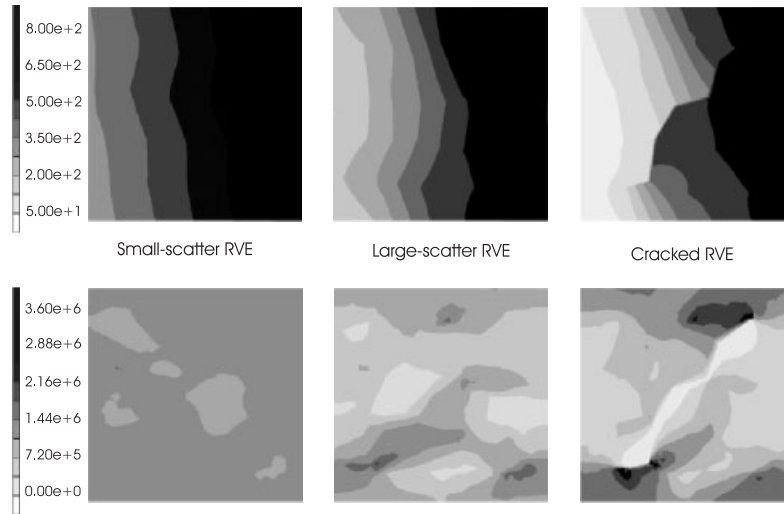 8.00e+2
6.50e+2
5.00e+2
3.50e+2
2.00e+2
5.00e+1
Small-scatter RVE
Large-scatter RVE
Cracked RVE
3.60e+6
2.88e+6
2.16e+6
1.44e+6
7.20e+5
0.00e+0